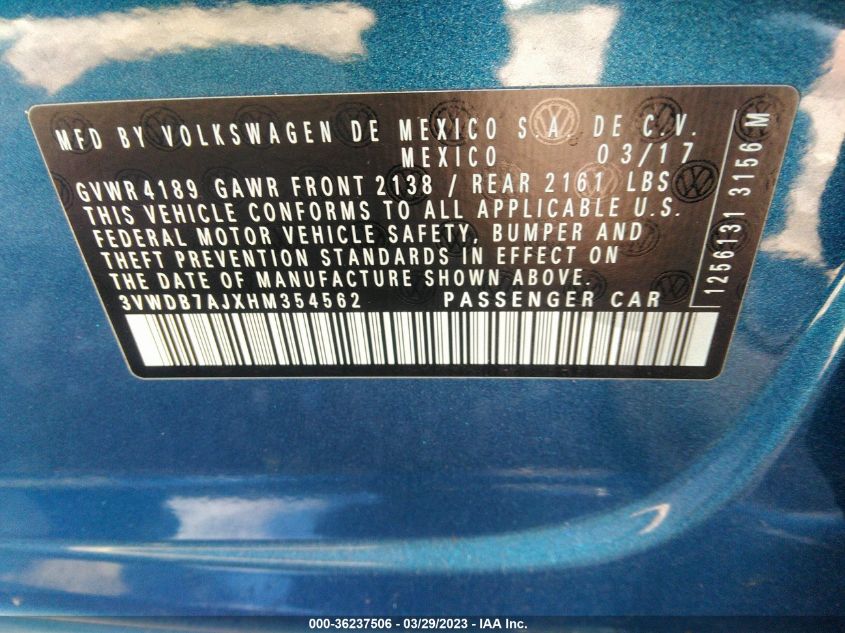 MFD BY VOLKSWAGEN DE MEXICO S.A. DE C.V.
MEXICO 03/17
GVWR 4189 GAWR FRONT 2138 / REAR 2161 LBS
THIS VEHICLE CONFORMS TO ALL APPLICABLE U.S.
FEDERAL MOTOR VEHICLE SAFETY, BUMPER AND
THEFT PREVENTION STANDARDS IN EFFECT ON
THE DATE OF MANUFACTURE SHOWN ABOVE.
3VWDB7AJXHM354562 PASSENGER CAR
1256131 3156 M
000-36237506 - 03/29/2023 - IAA Inc.